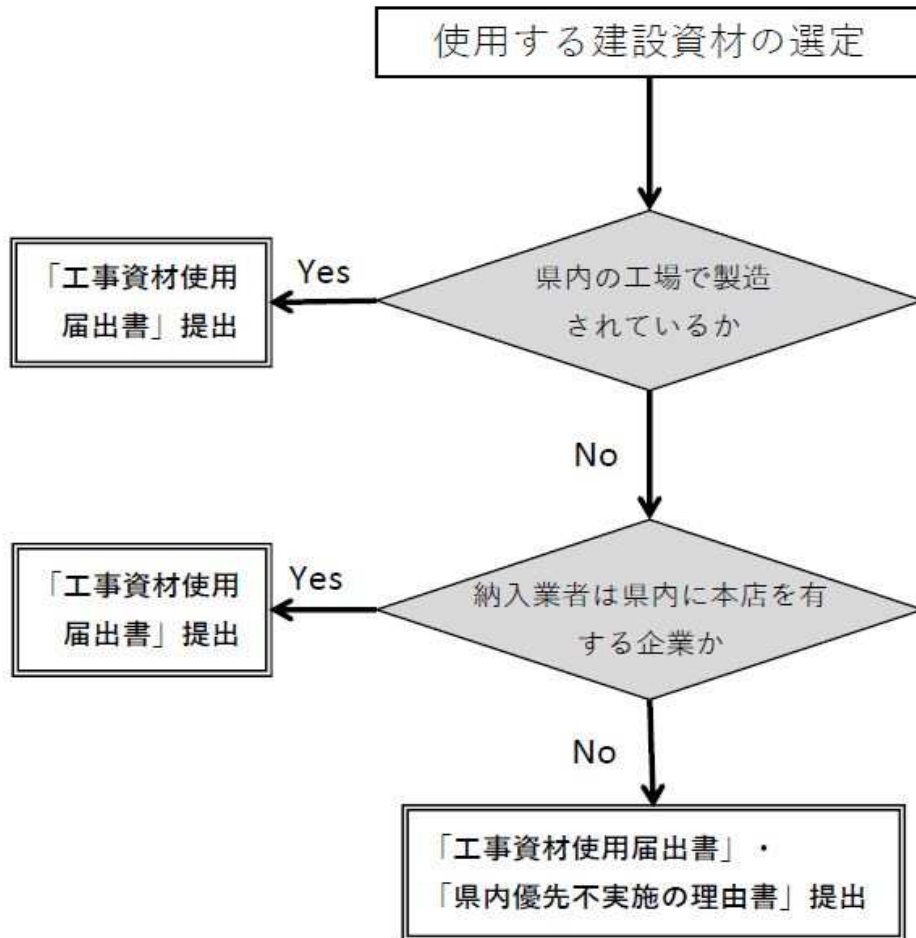 使用する建設資材の選定
県内の工場で製造
されているか
Yes
「工事資材使用
届出書」提出
No
納入業者は県内に本店を有
する企業か
Yes
「工事資材使用
届出書」提出
No
「工事資材使用届出書」・
「県内優先不実施の理由書」提出